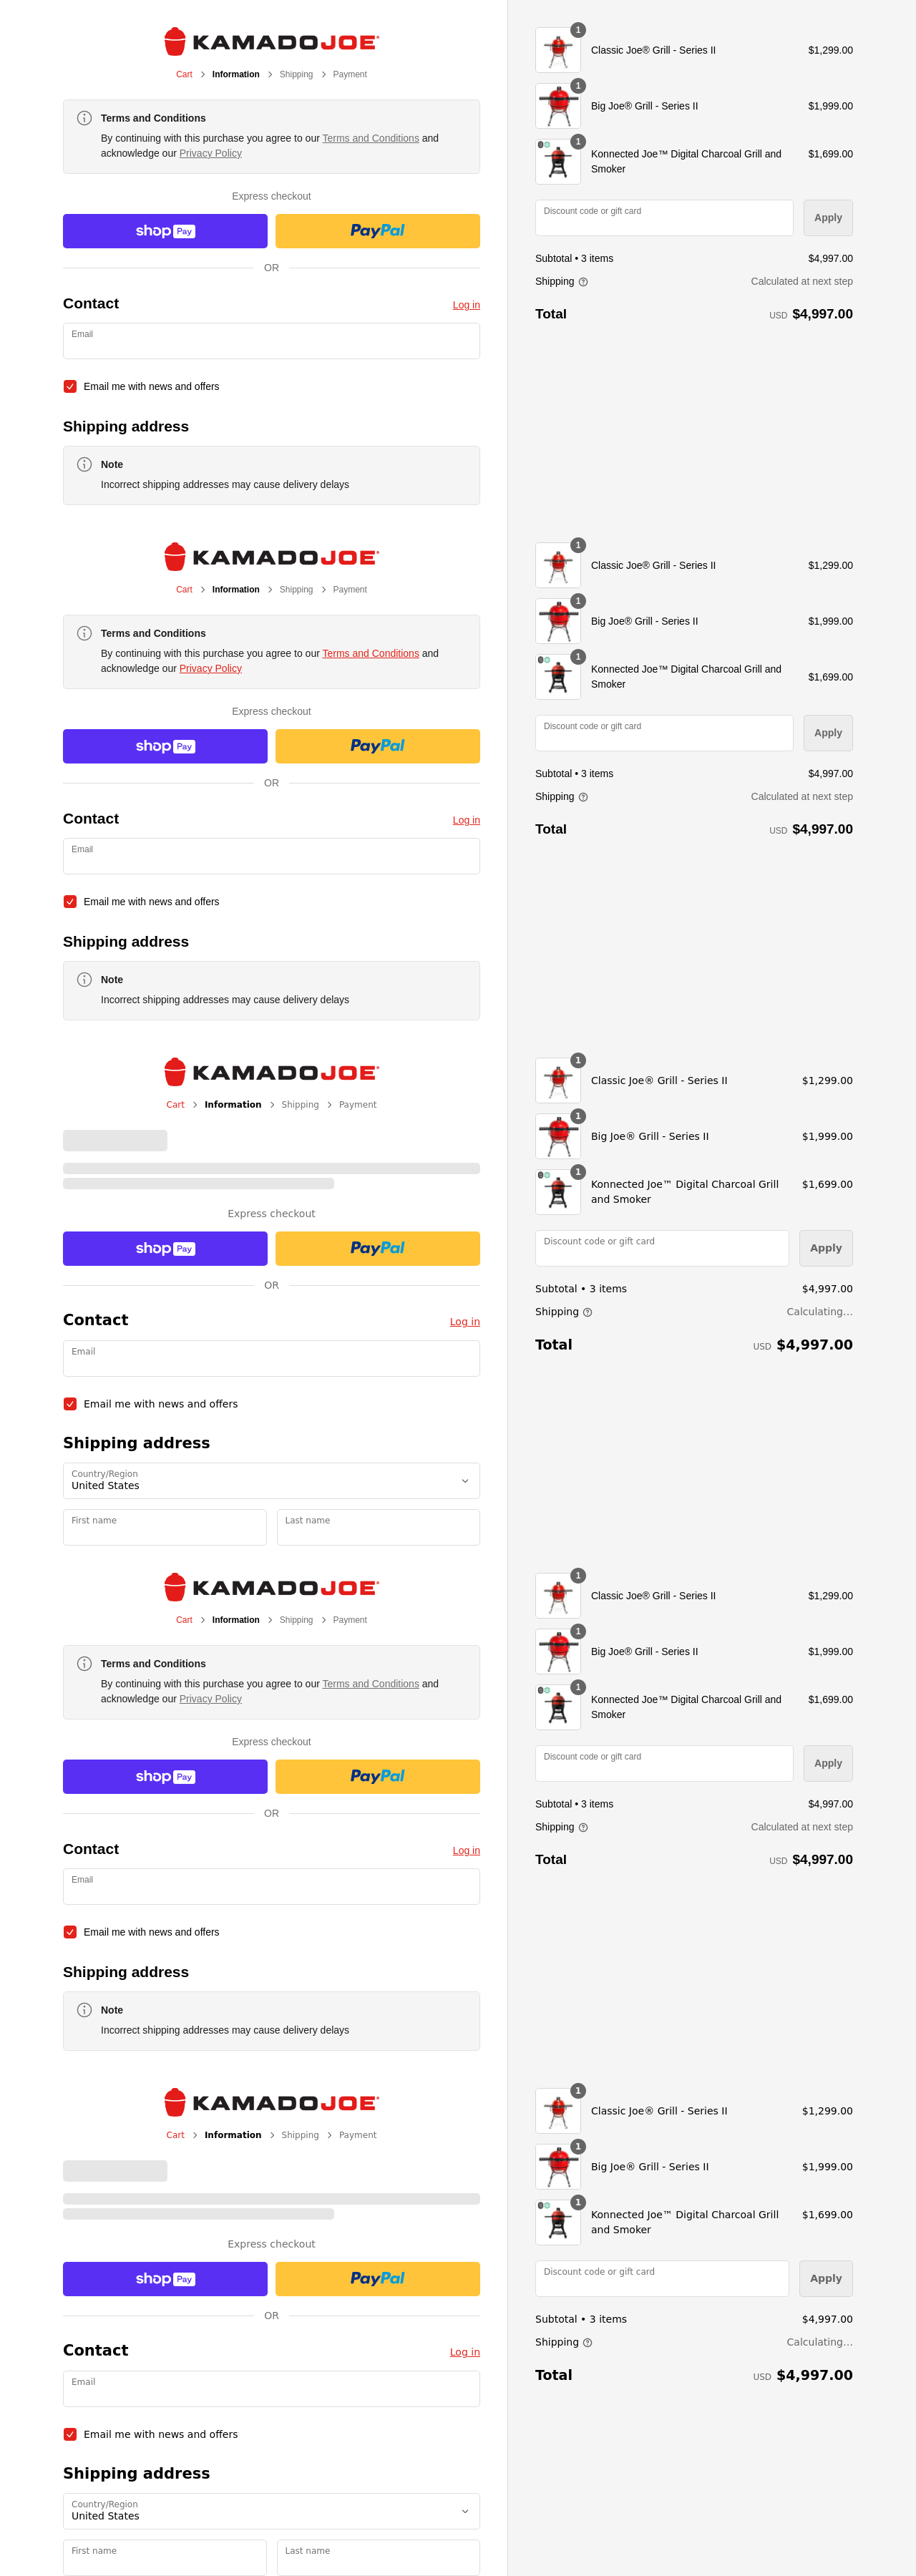 KAMADOJOE®
Cart > Information > Shipping > Payment
Terms and Conditions
By continuing with this purchase you agree to our Terms and Conditions and
acknowledge our Privacy Policy
Express checkout
shop Pay PayPal
OR
Contact Log in
Email
Email me with news and offers
Shipping address
Note
Incorrect shipping addresses may cause delivery delays
1
Classic Joe® Grill - Series II $1,299.00
1
Big Joe® Grill - Series II $1,999.00
1
Konnected Joe™ Digital Charcoal Grill and $1,699.00
Smoker
Discount code or gift card Apply
Subtotal • 3 items $4,997.00
Shipping Calculated at next step
Total USD $4,997.00
KAMADOJOE®
Cart > Information > Shipping > Payment
Terms and Conditions
By continuing with this purchase you agree to our Terms and Conditions and
acknowledge our Privacy Policy
Express checkout
shop Pay PayPal
OR
Contact Log in
Email
Email me with news and offers
Shipping address
Note
Incorrect shipping addresses may cause delivery delays
1
Classic Joe® Grill - Series II $1,299.00
1
Big Joe® Grill - Series II $1,999.00
1
Konnected Joe™ Digital Charcoal Grill and $1,699.00
Smoker
Discount code or gift card Apply
Subtotal • 3 items $4,997.00
Shipping Calculated at next step
Total USD $4,997.00
KAMADOJOE®
Cart > Information > Shipping > Payment
Express checkout
shop Pay PayPal
OR
Contact Log in
Email
Email me with news and offers
Shipping address
Country/Region
United States
First name Last name
1
Classic Joe® Grill - Series II $1,299.00
1
Big Joe® Grill - Series II $1,999.00
1
Konnected Joe™ Digital Charcoal Grill $1,699.00
and Smoker
Discount code or gift card Apply
Subtotal • 3 items $4,997.00
Shipping Calculating...
Total USD $4,997.00
KAMADOJOE®
Cart > Information > Shipping > Payment
Terms and Conditions
By continuing with this purchase you agree to our Terms and Conditions and
acknowledge our Privacy Policy
Express checkout
shop Pay PayPal
OR
Contact Log in
Email
Email me with news and offers
Shipping address
Note
Incorrect shipping addresses may cause delivery delays
1
Classic Joe® Grill - Series II $1,299.00
1
Big Joe® Grill - Series II $1,999.00
1
Konnected Joe™ Digital Charcoal Grill and $1,699.00
Smoker
Discount code or gift card Apply
Subtotal • 3 items $4,997.00
Shipping Calculated at next step
Total USD $4,997.00
KAMADOJOE®
Cart > Information > Shipping > Payment
Express checkout
shop Pay PayPal
OR
Contact Log in
Email
Email me with news and offers
Shipping address
Country/Region
United States
First name Last name
1
Classic Joe® Grill - Series II $1,299.00
1
Big Joe® Grill - Series II $1,999.00
1
Konnected Joe™ Digital Charcoal Grill $1,699.00
and Smoker
Discount code or gift card Apply
Subtotal • 3 items $4,997.00
Shipping Calculating...
Total USD $4,997.00